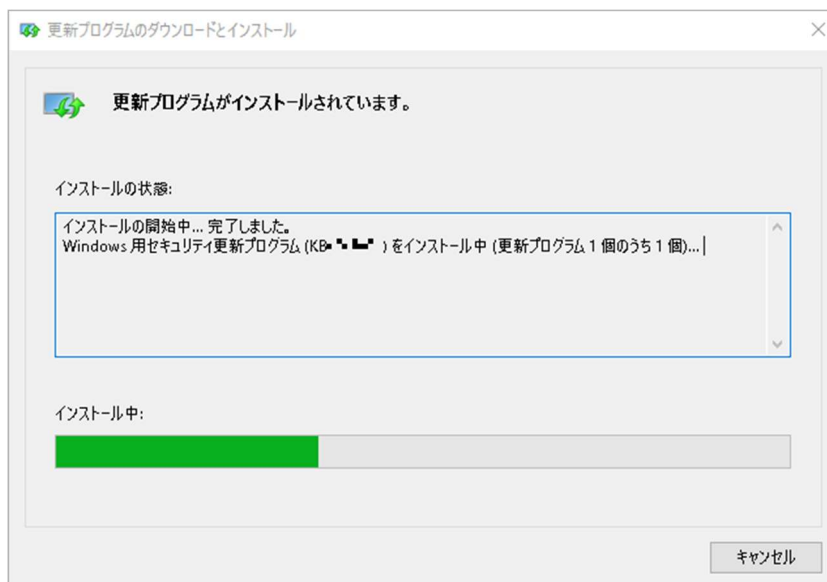 更新プログラムのダウンロードとインストール
更新プログラムがインストールされています。
インストールの状態:
インストールの開始中... 完了しました。
Windows 用セキュリティ更新プログラム (KB ) をインストール中 (更新プログラム 1 個のうち 1 個)...
インストール中:
キャンセル